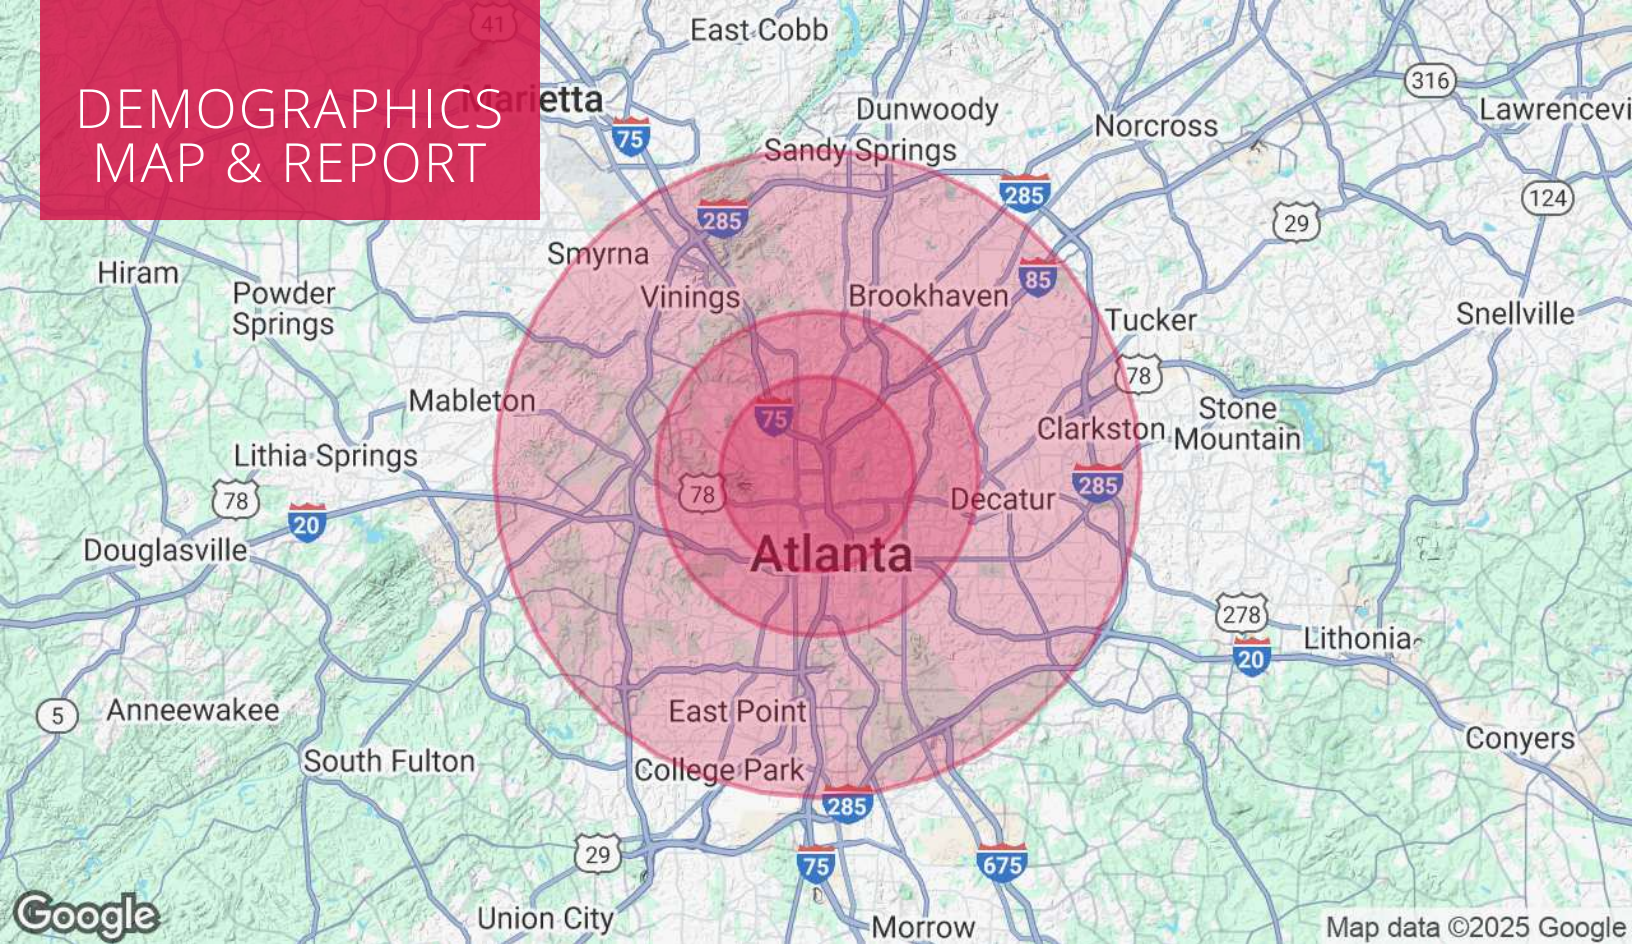 41
East Cobb
DEMOGRAPHICS
MAP & REPORT
Marietta
75
Dunwoody
316
Lawrencevi
Norcross
Sandy Springs
285
285
124
29
Smyrna
Hiram
85
Powder
Springs
Vinings
Brookhaven
Tucker
Snellville
78
Mableton
75
Stone
Mountain
Clarkston
Lithia Springs
78
78
285
Decatur
20
Douglasville
Atlanta
278
Lithonia
20
5
Anneewakee
East Point
Conyers
South Fulton
College Park
285
29
75
675
Google
Union City
Morrow
Map data ©2025 Google